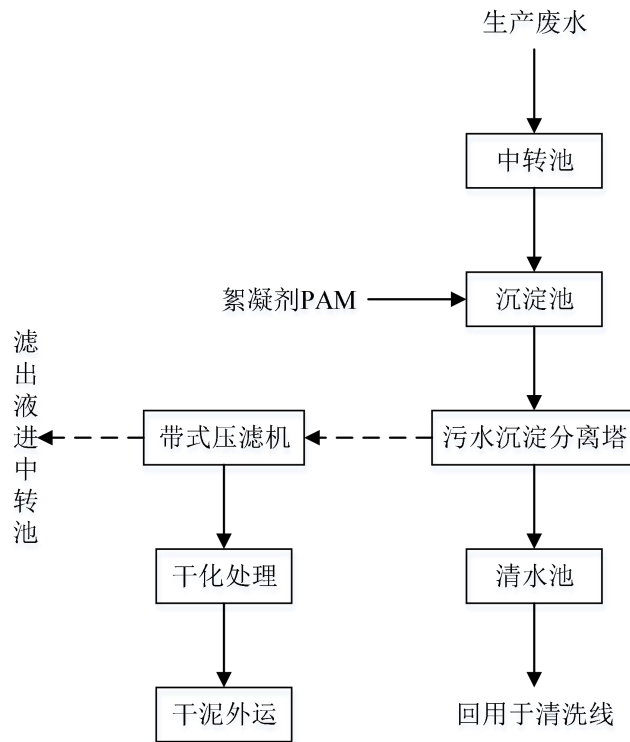 生产废水
中转池
絮凝剂PAM
沉淀池
滤出液进中转池
带式压滤机
污水沉淀分离塔
干化处理
清水池
干泥外运
回用于清洗线